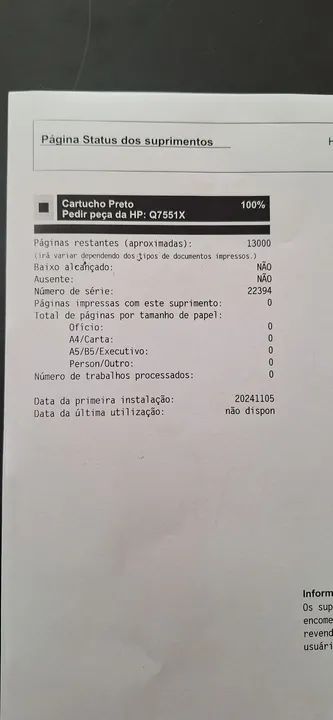 Página Status dos suprimentos
Cartucho Preto 100%
Pedir peça da HP: Q7551X
Páginas restantes (aproximadas): 13000
(irá variar dependendo dos tipos de documentos impressos.)
Baixo alcançado: NÃO
Ausente: NÃO
Número de série: 22394
Páginas impressas com este suprimento: 0
Total de páginas por tamanho de papel:
Ofício: 0
A4/Carta: 0
A5/B5/Executivo: 0
Person/Outro: 0
Número de trabalhos processados: 0
Data da primeira instalação: 20241105
Data da última utilização: não dispon
Inform
Os sup
encome
revend
usuári